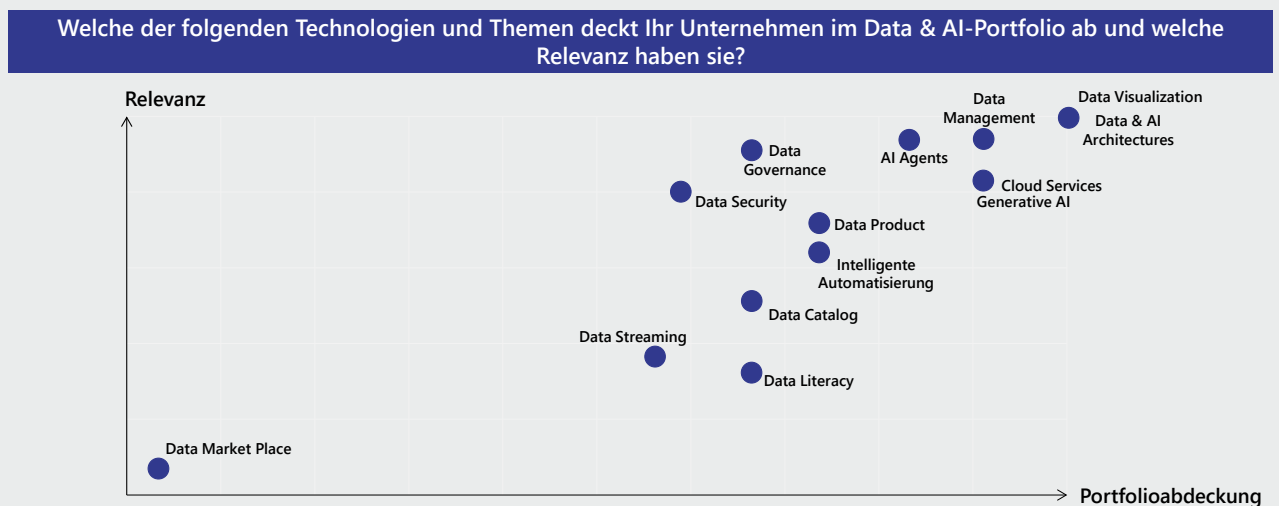 Welche der folgenden Technologien und Themen deckt Ihr Unternehmen im Data & AI-Portfolio ab und welche
Relevanz haben sie?
Relevanz
Data
Management
Data Visualization
Data & AI
Architectures
AI Agents
Data
Governance
Cloud Services
Generative AI
Data Security
Data Product
Intelligente
Automatisierung
Data Catalog
Data Streaming
Data Literacy
Data Market Place
Portfolioabdeckung